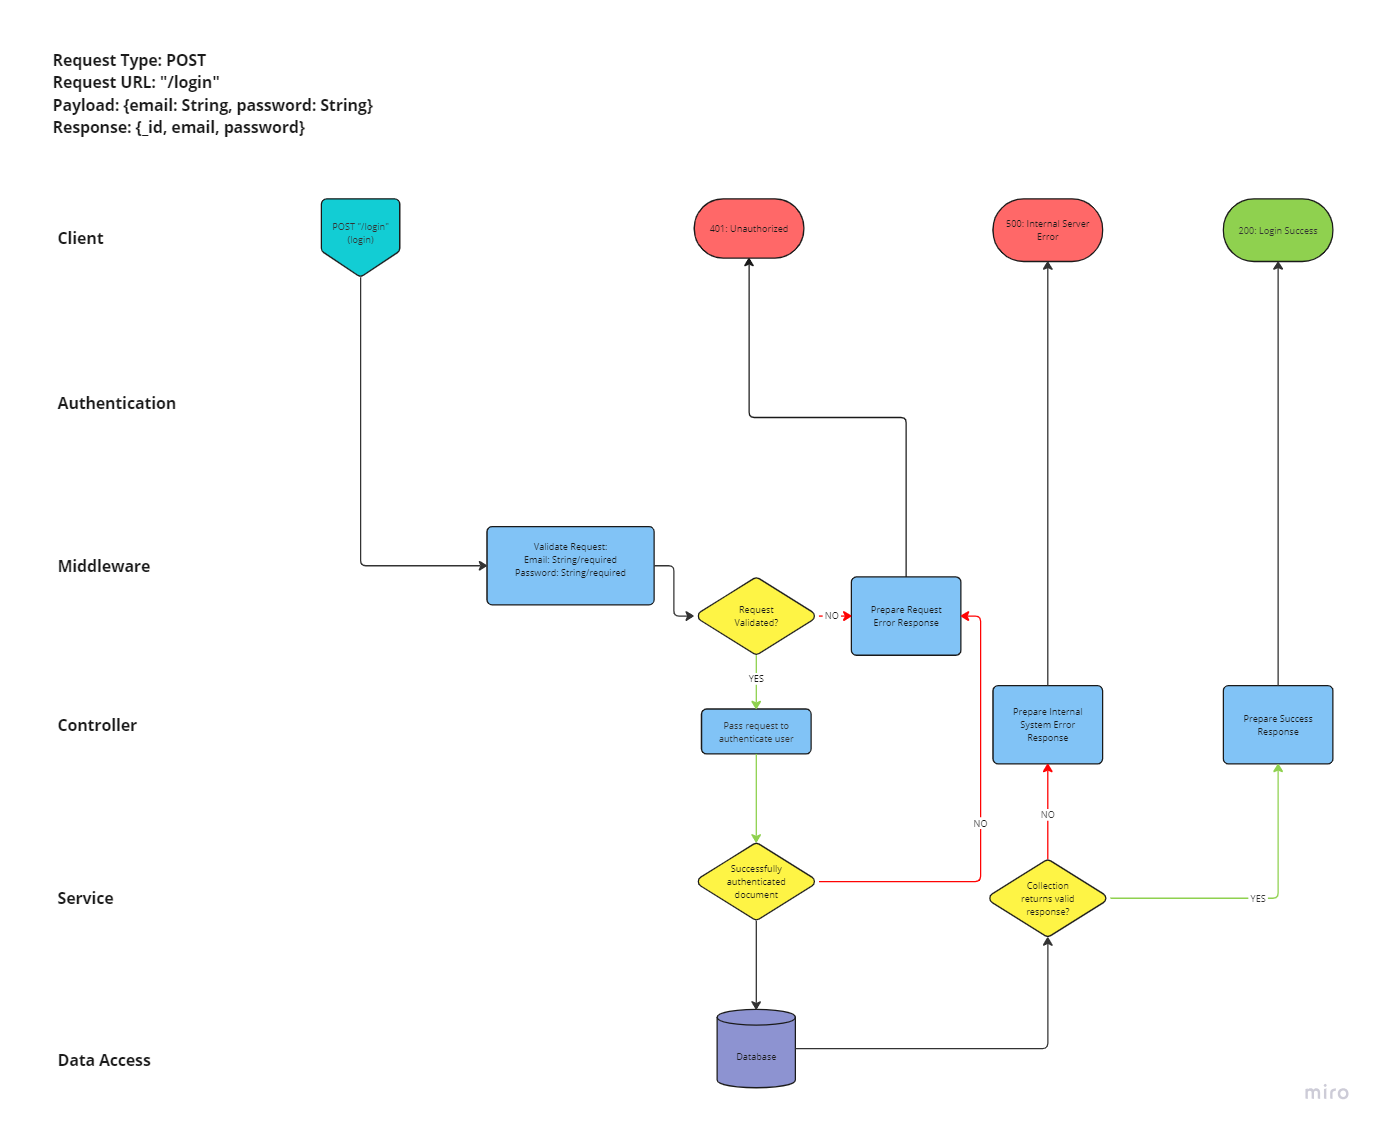 Request Type: POST
Request URL: "/login"
Payload: {email: String, password: String}
Response: {_id, email, password}
Client
POST "/login"
(login)
401: Unauthorized
500: Internal Server
Error
200: Login Success
Authentication
Middleware
Validate Request:
Email: String/required
Password: String/required
Request
Validated?
NO
Prepare Request
Error Response
YES
Controller
Pass request to
authenticate user
Prepare Internal
System Error
Response
Prepare Success
Response
NO
NO
Service
Successfully
authenticated
document
Collection
returns valid
response?
YES
Data Access
Database
miro